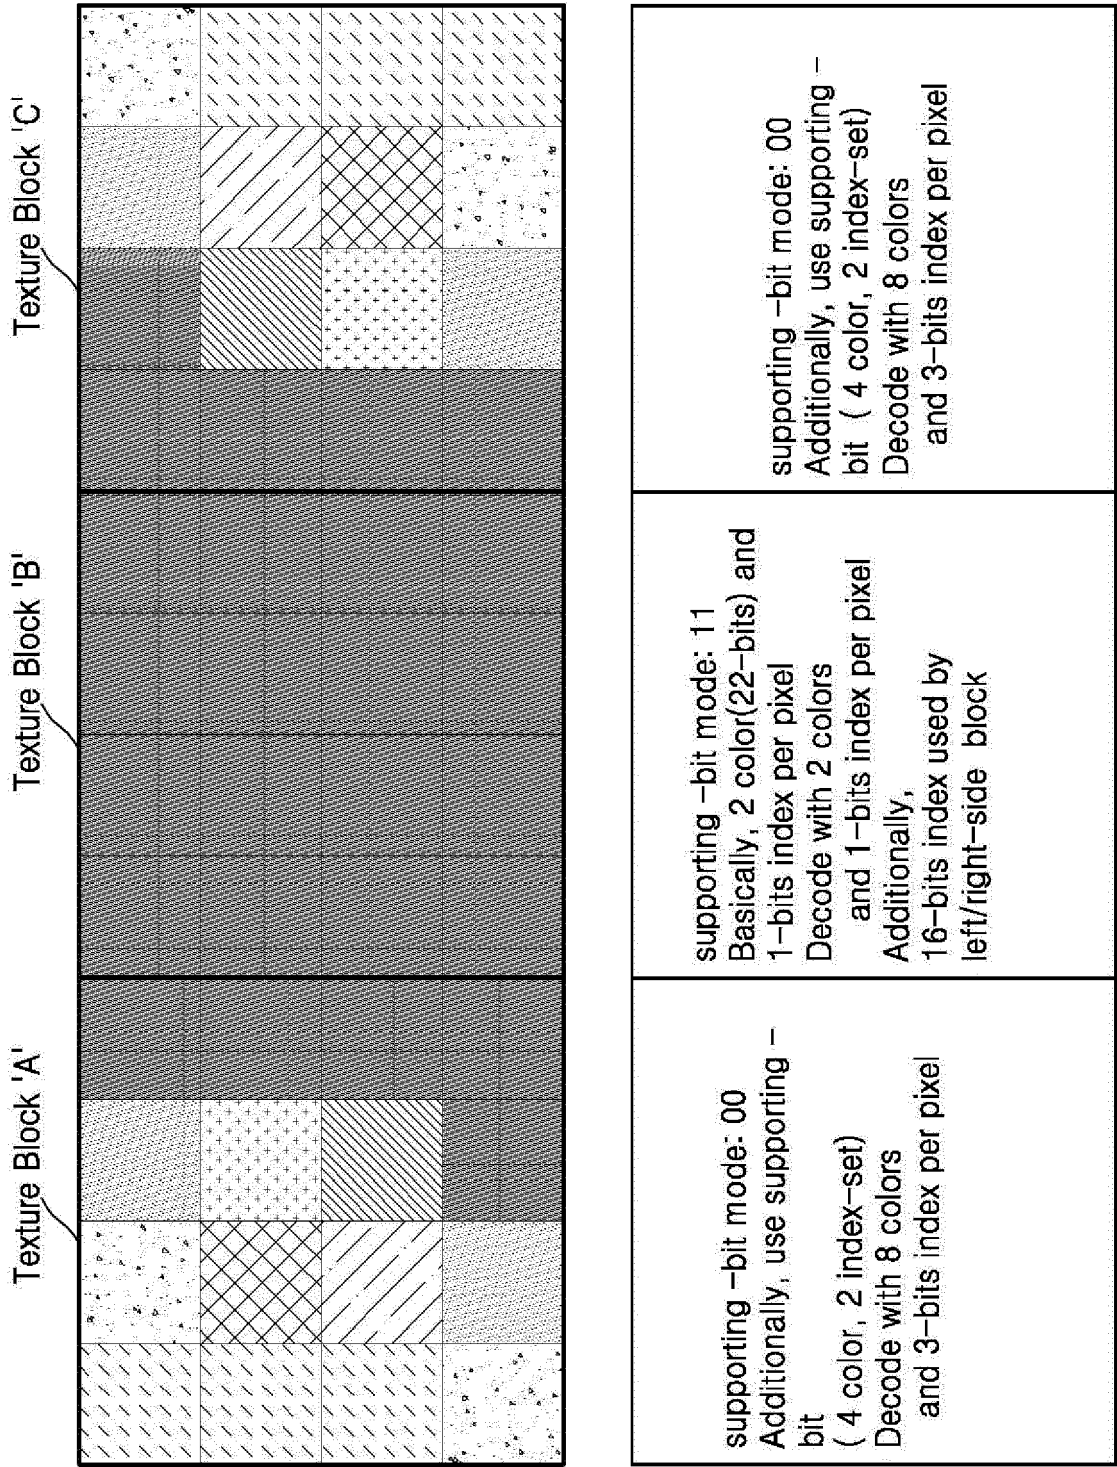 Texture Block 'A'
Texture Block 'B'
Texture Block 'C'
supporting -bit mode: 00
Additionally, use supporting -
bit
( 4 color, 2 index-set)
Decode with 8 colors
and 3-bits index per pixel
supporting -bit mode: 11
Basically, 2 color(22-bits) and
1-bits index per pixel
Decode with 2 colors
and 1-bits index per pixel
Additionally,
16-bits index used by
left/right-side block
supporting -bit mode: 00
Additionally, use supporting -
bit ( 4 color, 2 index-set)
Decode with 8 colors
and 3-bits index per pixel